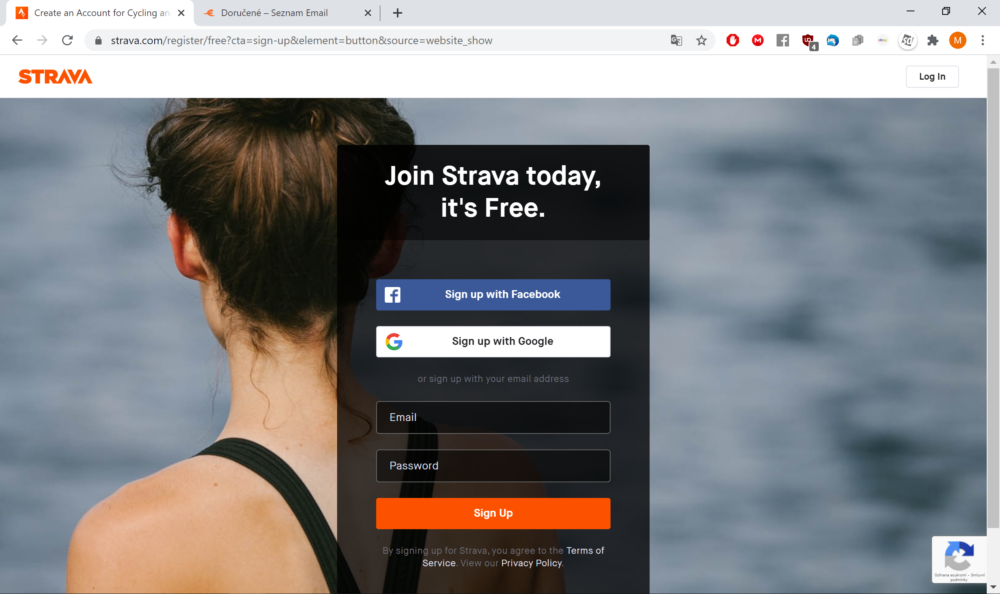 Create an Account for Cycling an
Doručené – Seznam Email
strava.com/register/free?cta=sign-up&element=button&source=website_show
4
ebay
sd
M
STRAVA
Log In
Join Strava today,
it's Free.
Sign up with Facebook
Sign up with Google
or sign up with your email address
Email
Password
Sign Up
By signing up for Strava, you agree to the Terms of
Service. View our Privacy Policy.
Ochrana soukromí - Smluvní
podmínky